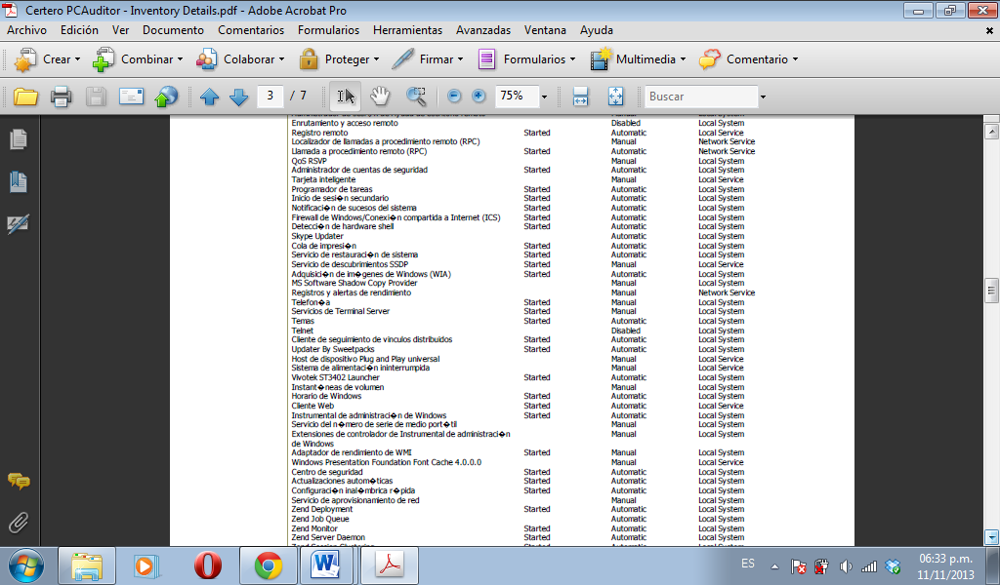 Certero PCAuditor - Inventory Details.pdf - Adobe Acrobat Pro
Archivo Edición Ver Documento Comentarios Formularios Herramientas Avanzadas Ventana Ayuda
Crear Combinar Colaborar Proteger Firmar Formularios Multimedia Comentario
3 / 7 75% Buscar
Enrutamiento y acceso remoto Disabled Local System
Registro remoto Started Automatic Local Service
Localizador de llamadas a procedimiento remoto (RPC) Manual Network Service
Llamada a procedimiento remoto (RPC) Started Automatic Network Service
QoS RSVP Manual Local System
Administrador de cuentas de seguridad Started Automatic Local System
Tarjeta inteligente Manual Local Service
Programador de tareas Started Automatic Local System
Inicio de sesi�n secundario Started Automatic Local System
Notificaci�n de sucesos del sistema Started Automatic Local System
Firewall de Windows/Conexi�n compartida a Internet (ICS) Started Automatic Local System
Detecci�n de hardware shell Started Automatic Local System
Skype Updater Automatic Local System
Cola de impresi�n Started Automatic Local System
Servicio de restauraci�n de sistema Started Automatic Local System
Servicio de descubrimientos SSDP Started Manual Local Service
Adquisici�n de im�genes de Windows (WIA) Started Automatic Local System
MS Software Shadow Copy Provider Manual Local System
Registros y alertas de rendimiento Manual Network Service
Telefon�a Started Manual Local System
Servicios de Terminal Server Started Manual Local System
Temas Started Automatic Local System
Telnet Disabled Local System
Cliente de seguimiento de vinculos distribuidos Started Automatic Local System
Updater By Sweetpacks Started Automatic Local System
Host de dispositivo Plug and Play universal Manual Local Service
Sistema de alimentaci�n ininterrumpida Manual Local Service
Vivotek ST3402 Launcher Started Automatic Local System
Instant�neas de volumen Manual Local System
Horario de Windows Started Automatic Local System
Cliente Web Started Automatic Local Service
Instrumental de administraci�n de Windows Started Automatic Local System
Servicio del n�mero de serie de medio port�til Manual Local System
Extensiones de controlador de Instrumental de administraci�n Manual Local System
de Windows
Adaptador de rendimiento de WMI Started Manual Local System
Windows Presentation Foundation Font Cache 4.0.0.0 Manual Local Service
Centro de seguridad Started Automatic Local System
Actualizaciones autom�ticas Started Automatic Local System
Configuraci�n inal�mbrica r�pida Started Automatic Local System
Servicio de aprovisionamiento de red Manual Local System
Zend Deployment Started Automatic Local System
Zend Job Queue Automatic Local System
Zend Monitor Started Automatic Local System
Zend Server Daemon Started Automatic Local System
ES 06:33 p.m.
11/11/2013